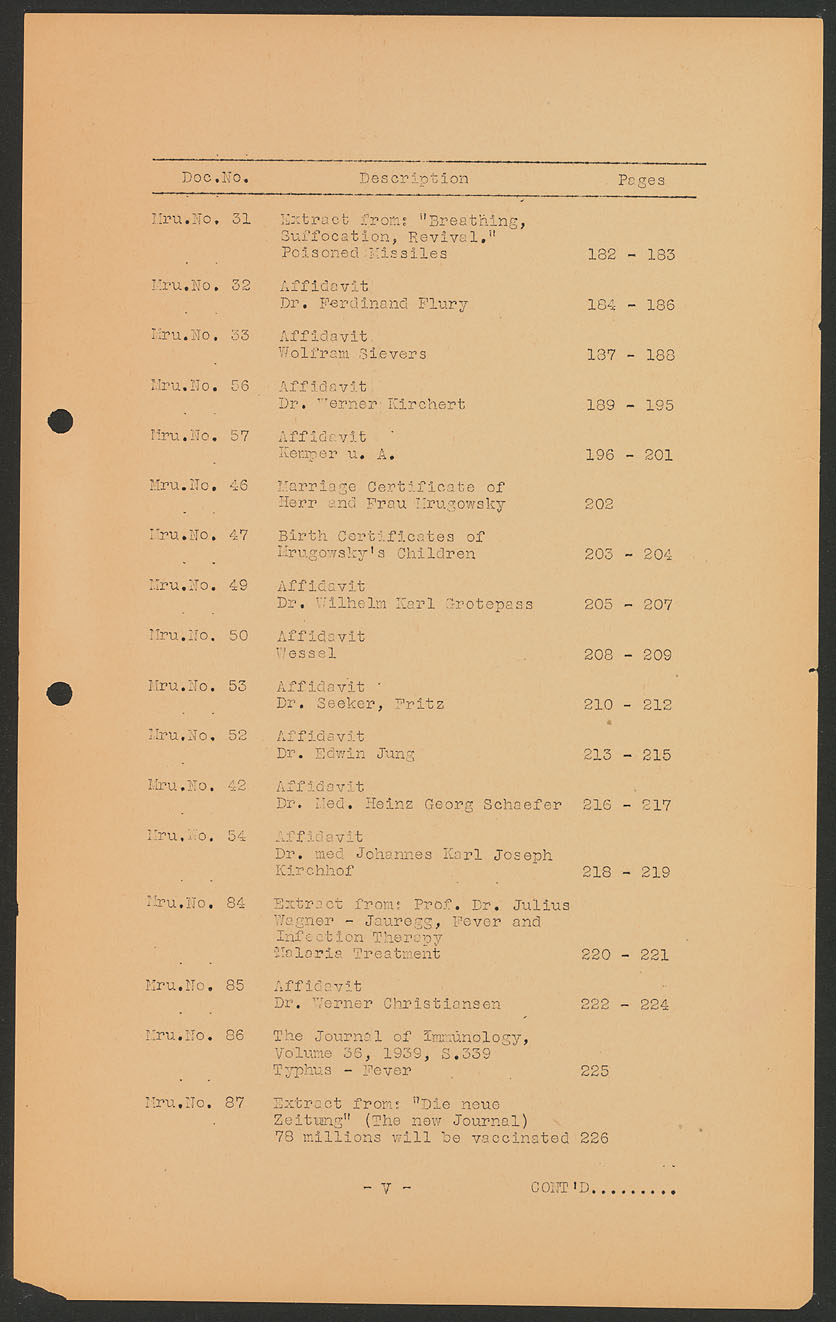 Doc.No. Description Pages
Mru.No. 31 Extract from: "Breathing,
Suffocation, Revival."
Poisoned Missiles 182 - 183
Mru.No. 32 Affidavit
Dr. Ferdinand Flury 184 - 186
Mru.No. 33 Affidavit
Wolfram Sievers 187 - 188
Mru.No. 56 Affidavit
Dr. Werner Kirchert 189 - 195
Mru.No. 57 Affidavit
Kemper u. A. 196 - 201
Mru.No. 46 Marriage Certificate of
Herr and Frau Mrugowsky 202
Mru.No. 47 Birth Certificates of
Mrugowsky's Children 203 - 204
Mru.No. 49 Affidavit
Dr. Wilhelm Karl Grotepass 205 - 207
Mru.No. 50 Affidavit
Wessel 208 - 209
Mru.No. 53 Affidavit
Dr. Seeker, Fritz 210 - 212
Mru.No. 52 Affidavit
Dr. Edwin Jung 213 - 215
Mru.No. 42 Affidavit
Dr. Med. Heinz Georg Schaefer 216 - 217
Mru.No. 54 Affidavit
Dr. med Johannes Karl Joseph
Kirchhof 218 - 219
Mru.No. 84 Extract from: Prof. Dr. Julius
Wagner - Jauregg, Fever and
Infection Therapy
Malaria Treatment 220 - 221
Mru.No. 85 Affidavit
Dr. Werner Christiansen 222 - 224
Mru.No. 86 The Journal of Immunology,
Volume 36, 1939, S.339
Typhus - Fever 225
Mru.No. 87 Extract from: "Die neue
Zeitung" (The new Journal)
78 millions will be vaccinated 226
- V - CONT'D.........